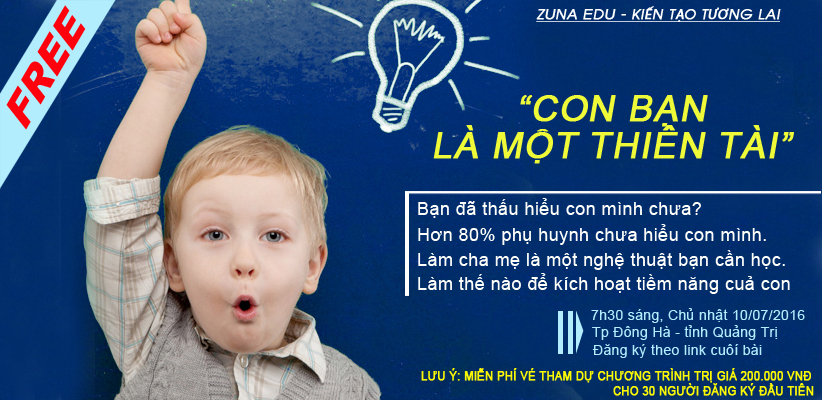 FREE
ZUNA EDU - KIẾN TẠO TƯƠNG LAI
“CON BẠN
LÀ MỘT THIÊN TÀI”
Bạn đã thấu hiểu con mình chưa?
Hơn 80% phụ huynh chưa hiểu con mình.
Làm cha mẹ là một nghệ thuật bạn cần học.
Làm thế nào để kích hoạt tiềm năng cuả con
7h30 sáng, Chủ nhật 10/07/2016
Tp Đông Hà - tỉnh Quảng Trị
Đăng ký theo link cuối bài
LƯU Ý: MIỄN PHÍ VÉ THAM DỰ CHƯƠNG TRÌNH TRỊ GIÁ 200.000 VNĐ
CHO 30 NGƯỜI ĐĂNG KÝ ĐẦU TIÊN